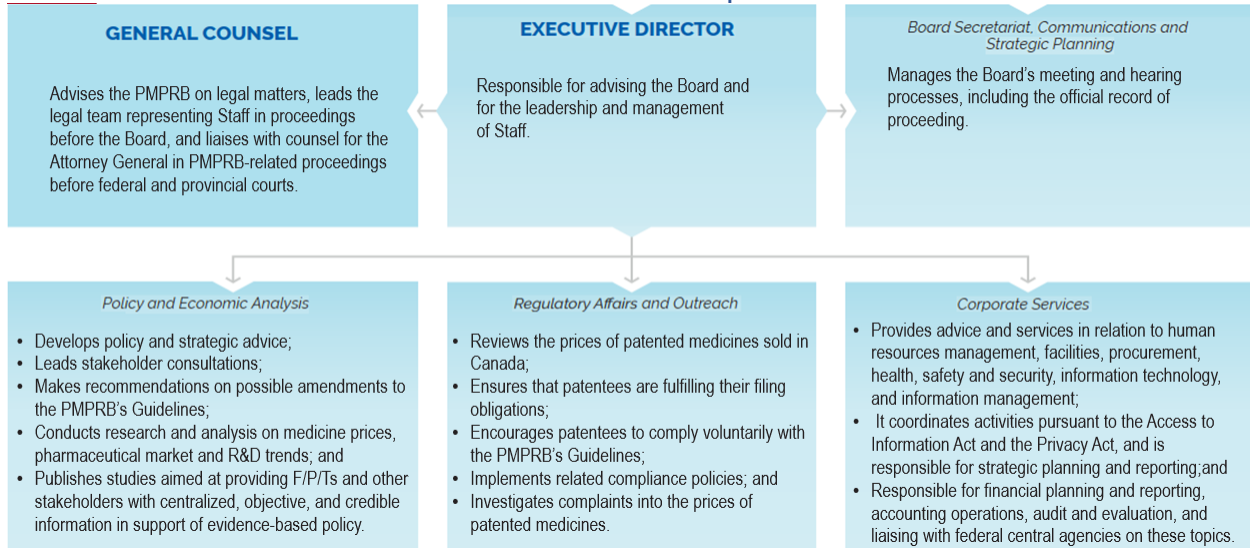 GENERAL COUNSEL
Advises the PMPRB on legal matters, leads the
legal team representing Staff in proceedings
before the Board, and liaises with counsel for the
Attorney General in PMPRB-related proceedings
before federal and provincial courts.
EXECUTIVE DIRECTOR
Responsible for advising the Board and
for the leadership and management
of Staff.
Board Secretariat, Communications and
Strategic Planning
Manages the Board's meeting and hearing
processes, including the official record of
proceeding.
Policy and Economic Analysis
• Develops policy and strategic advice;
• Leads stakeholder consultations;
• Makes recommendations on possible amendments to
the PMPRB's Guidelines;
• Conducts research and analysis on medicine prices,
pharmaceutical market and R&D trends; and
• Publishes studies aimed at providing F/P/Ts and other
stakeholders with centralized, objective, and credible
information in support of evidence-based policy.
Regulatory Affairs and Outreach
• Reviews the prices of patented medicines sold in
Canada;
• Ensures that patentees are fulfilling their filing
obligations;
• Encourages patentees to comply voluntarily with
the PMPRB's Guidelines;
• Implements related compliance policies; and
• Investigates complaints into the prices of
patented medicines.
Corporate Services
• Provides advice and services in relation to human
resources management, facilities, procurement,
health, safety and security, information technology,
and information management;
• It coordinates activities pursuant to the Access to
Information Act and the Privacy Act, and is
responsible for strategic planning and reporting;and
• Responsible for financial planning and reporting,
accounting operations, audit and evaluation, and
liaising with federal central agencies on these topics.